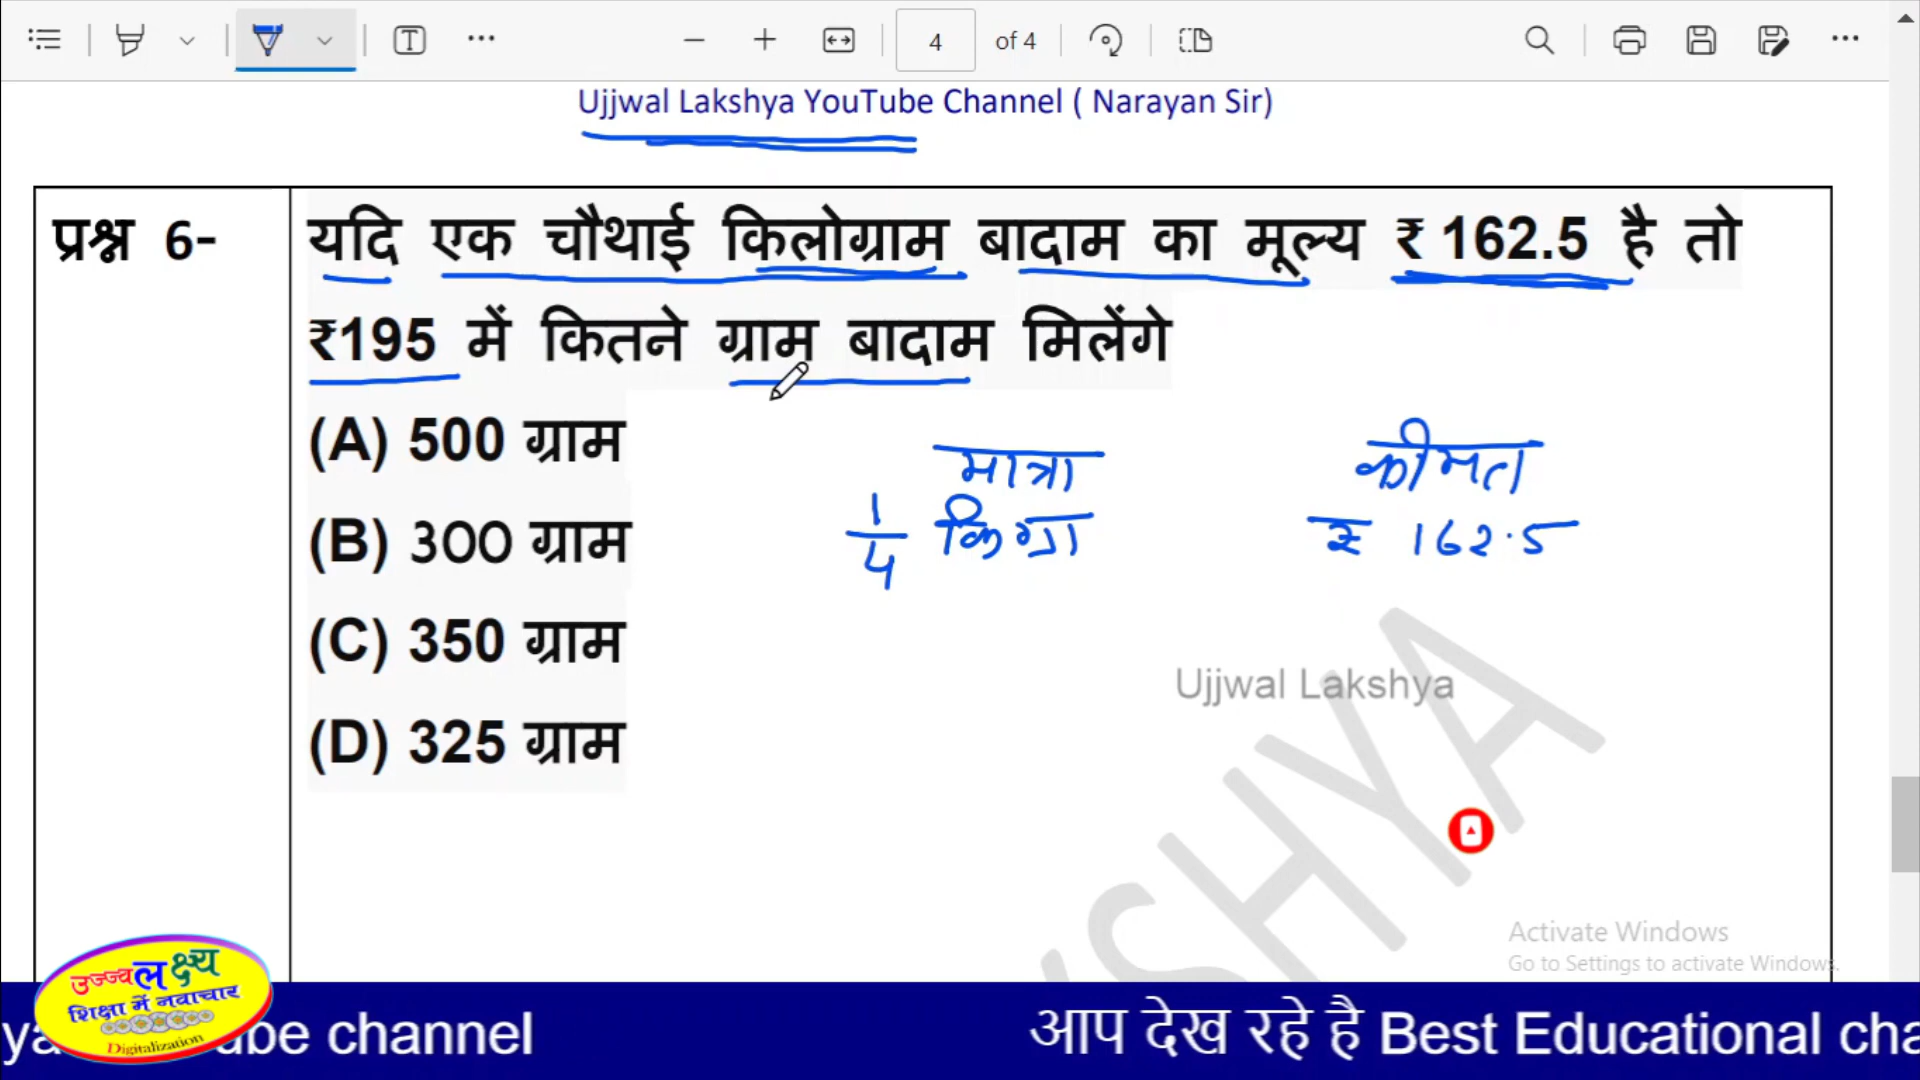 4 of 4
Ujjwal Lakshya YouTube Channel ( Narayan Sir)
प्रश्न 6- यदि एक चौथाई किलोग्राम बादाम का मूल्य ₹ 162.5 है तो
₹195 में कितने ग्राम बादाम मिलेंगे
(A) 500 ग्राम
(B) 300 ग्राम
(C) 350 ग्राम
(D) 325 ग्राम
मात्रा कीमत
1/4 किग्रा ₹ 162.5
Ujjwal Lakshya
KSHYA
Activate Windows
Go to Settings to activate Windows.
उज्ज्वल लक्ष्य
शिक्षा में नवाचार
Digitalization
ube channel आप देख रहे है Best Educational cha